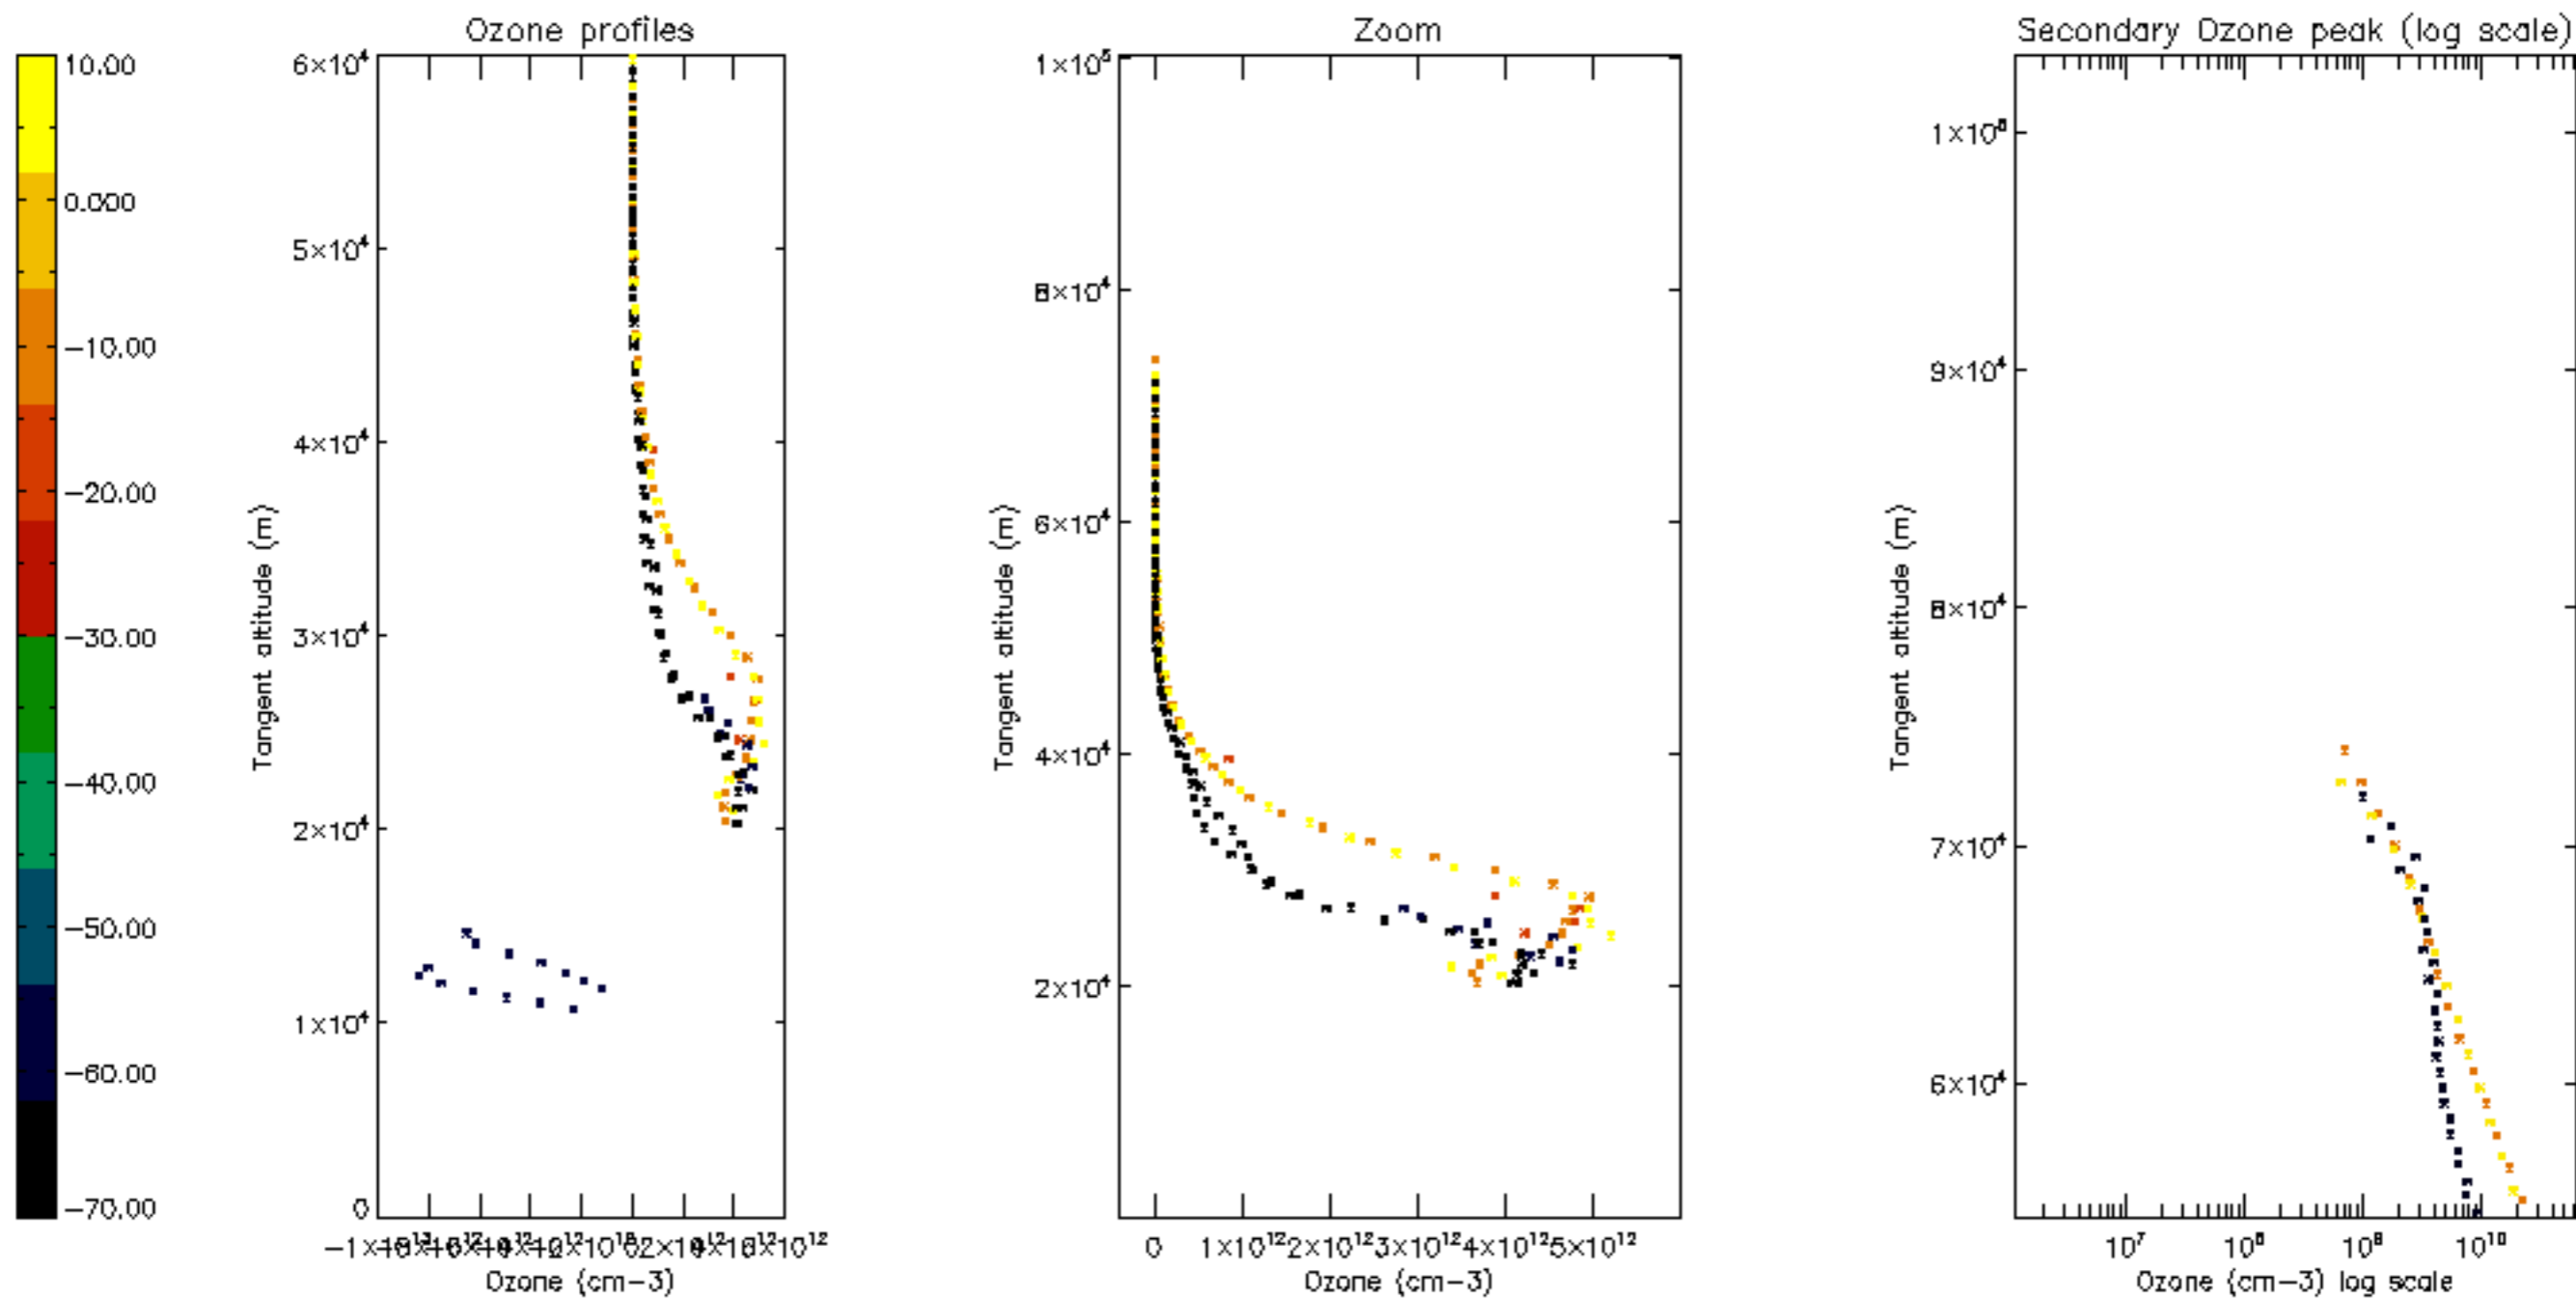 Ozone profiles
Zoom
Secondary Ozone peak (log scale)
10.00
0.000
−10.00
−20.00
−30.00
−40.00
−50.00
−60.00
−70.00
6×10⁴
5×10⁴
4×10⁴
3×10⁴
2×10⁴
1×10⁴
0
Tangent altitude (m)
Ozone (cm−3)
1×10⁵
8×10⁴
6×10⁴
4×10⁴
2×10⁴
Tangent altitude (m)
0 1×10¹² 2×10¹² 3×10¹² 4×10¹² 5×10¹²
Ozone (cm−3)
9×10⁴
8×10⁴
7×10⁴
6×10⁴
Tangent altitude (m)
10⁷ 10⁸ 10⁹ 10¹⁰
Ozone (cm−3) log scale